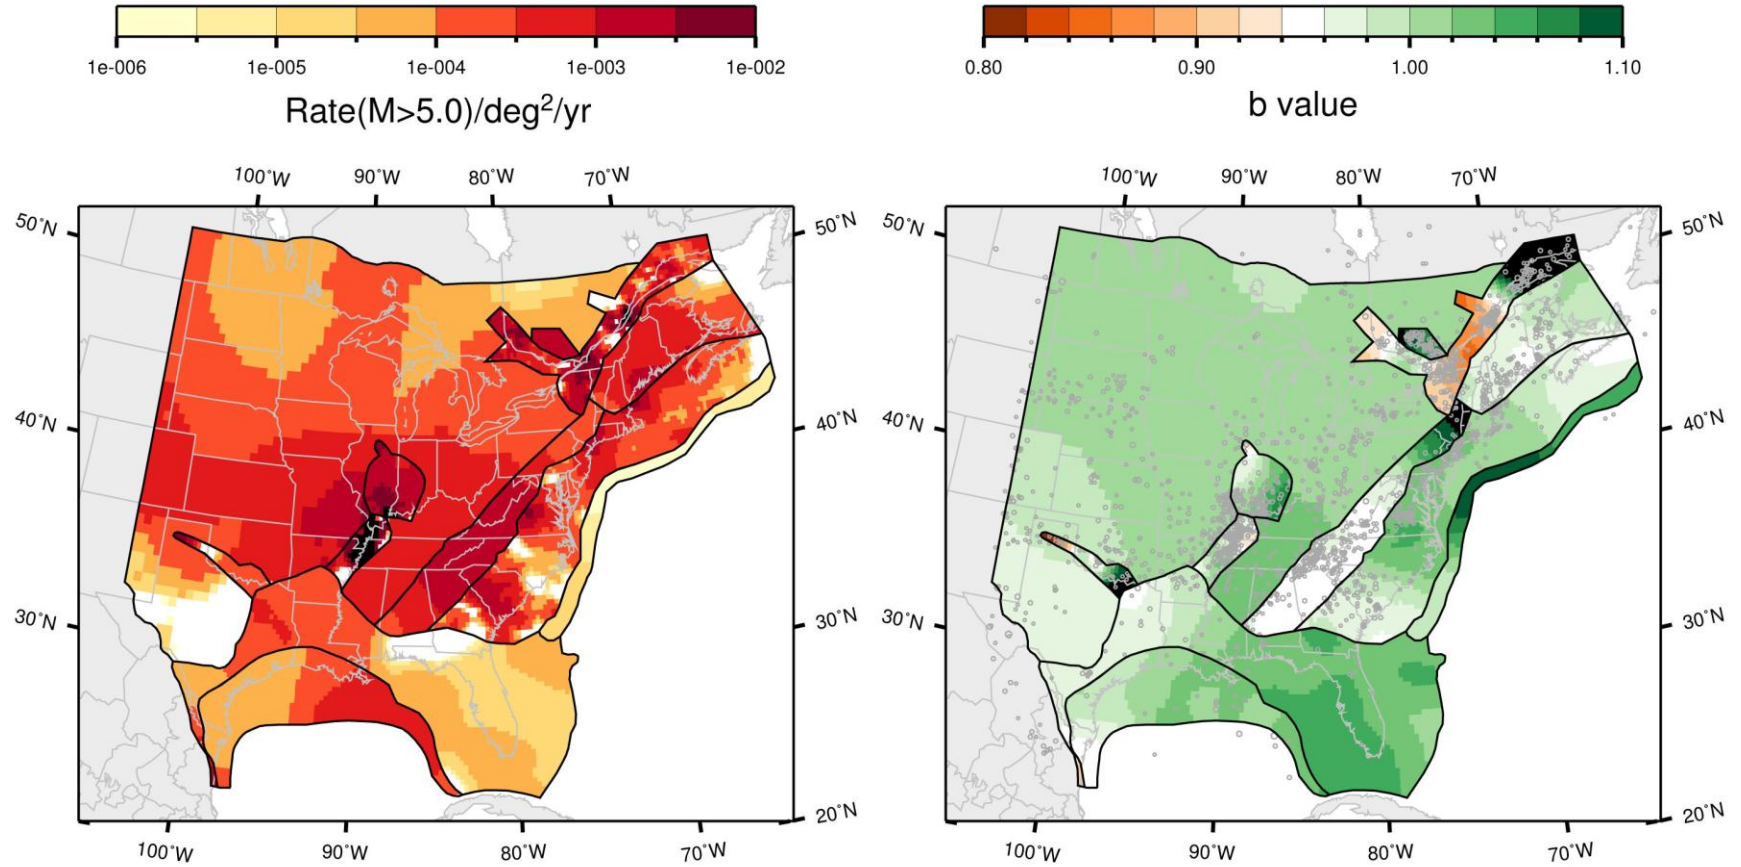 1e-006 1e-005 1e-004 1e-003 1e-002
Rate(M>5.0)/deg²/yr
0.80 0.90 1.00 1.10
b value
100°W 90°W 80°W 70°W
100°W 90°W 80°W 70°W
50°N 50°N 50°N 50°N
40°N 40°N 40°N 40°N
30°N 30°N 30°N 30°N
20°N 20°N
100°W 90°W 80°W 70°W
100°W 90°W 80°W 70°W